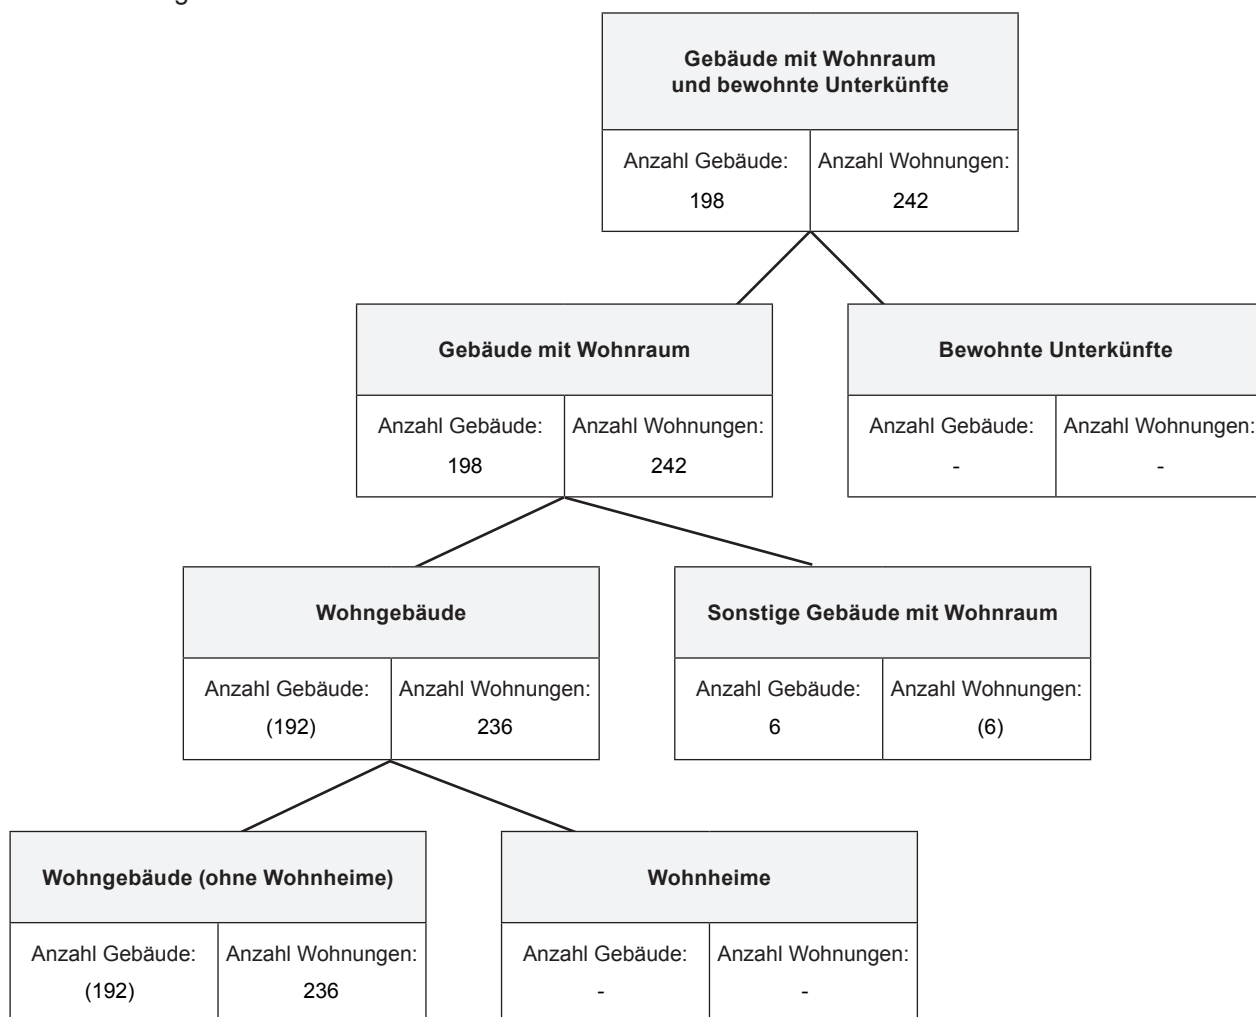 Gebäude mit Wohnraum
und bewohnte Unterkünfte
Anzahl Gebäude: Anzahl Wohnungen:
198 242
Gebäude mit Wohnraum
Anzahl Gebäude: Anzahl Wohnungen:
198 242
Bewohnte Unterkünfte
Anzahl Gebäude: Anzahl Wohnungen:
- -
Wohngebäude
Anzahl Gebäude: Anzahl Wohnungen:
(192) 236
Sonstige Gebäude mit Wohnraum
Anzahl Gebäude: Anzahl Wohnungen:
6 (6)
Wohngebäude (ohne Wohnheime)
Anzahl Gebäude: Anzahl Wohnungen:
(192) 236
Wohnheime
Anzahl Gebäude: Anzahl Wohnungen:
- -